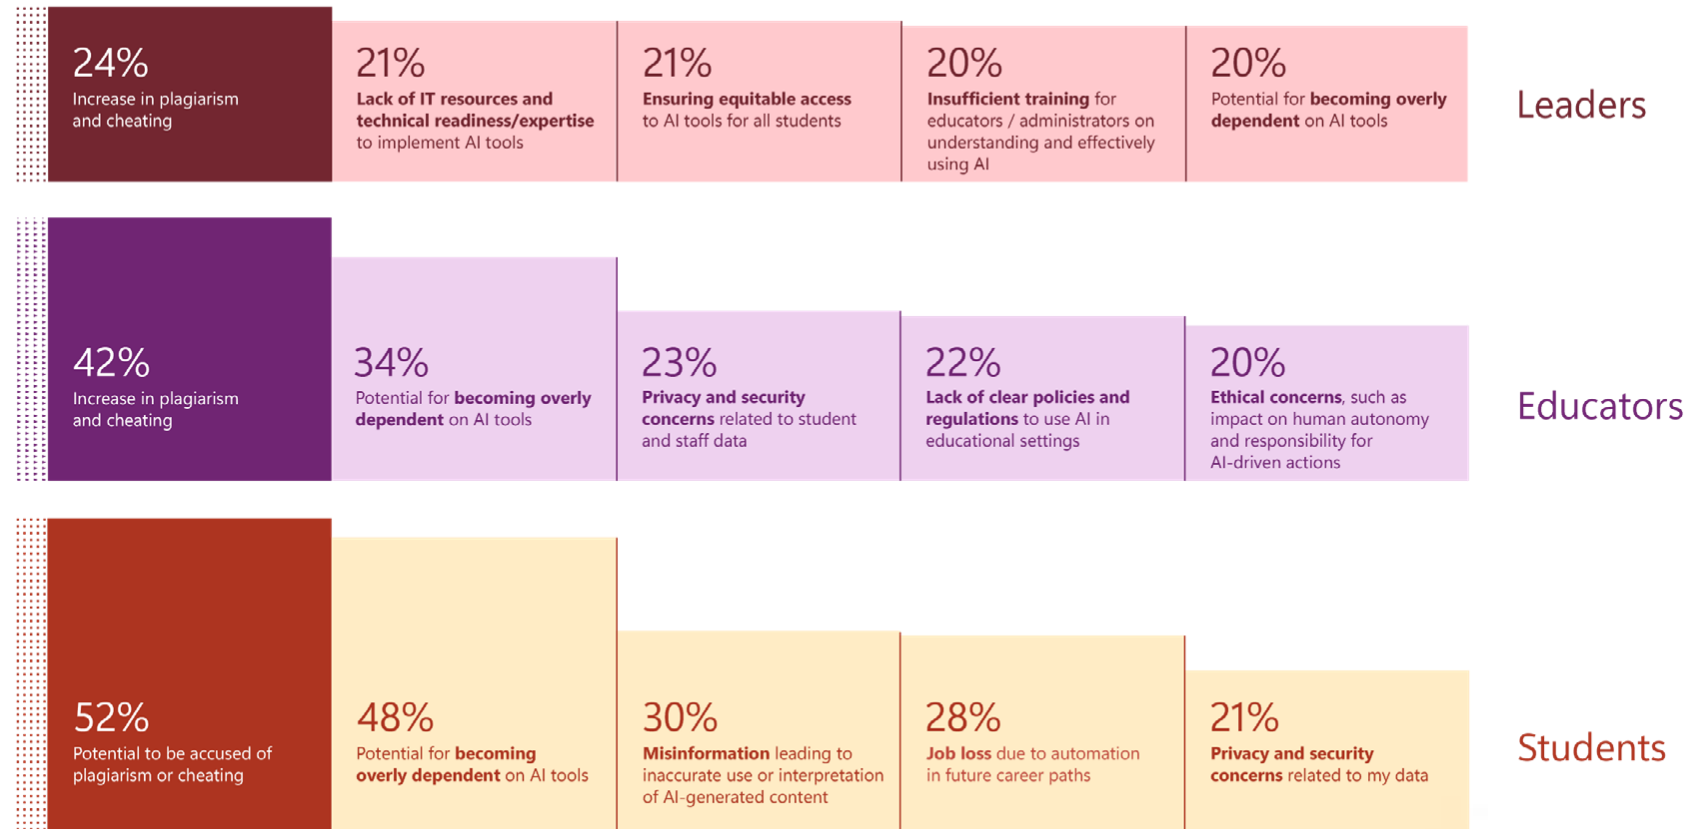 24%
Increase in plagiarism
and cheating
21%
Lack of IT resources and
technical readiness/expertise
to implement AI tools
21%
Ensuring equitable access
to AI tools for all students
20%
Insufficient training for
educators / administrators on
understanding and effectively
using AI
20%
Potential for becoming overly
dependent on AI tools
Leaders
42%
Increase in plagiarism
and cheating
34%
Potential for becoming overly
dependent on AI tools
23%
Privacy and security
concerns related to student
and staff data
22%
Lack of clear policies and
regulations to use AI in
educational settings
20%
Ethical concerns, such as
impact on human autonomy
and responsibility for
AI-driven actions
Educators
52%
Potential to be accused of
plagiarism or cheating
48%
Potential for becoming
overly dependent on AI tools
30%
Misinformation leading to
inaccurate use or interpretation
of AI-generated content
28%
Job loss due to automation
in future career paths
21%
Privacy and security
concerns related to my data
Students